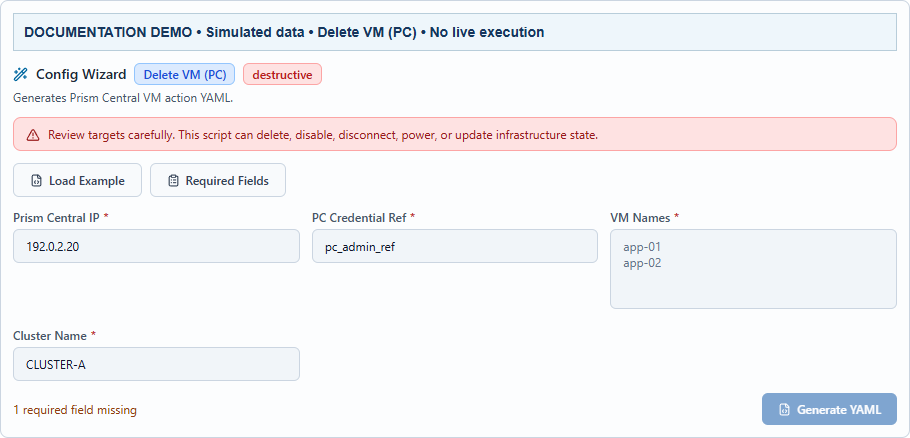 DOCUMENTATION DEMO • Simulated data • Delete VM (PC) • No live execution
Config Wizard Delete VM (PC) destructive
Generates Prism Central VM action YAML.
Review targets carefully. This script can delete, disable, disconnect, power, or update infrastructure state.
Load Example Required Fields
Prism Central IP * PC Credential Ref * VM Names *
192.0.2.20 pc_admin_ref app-01
app-02
Cluster Name *
CLUSTER-A
1 required field missing Generate YAML